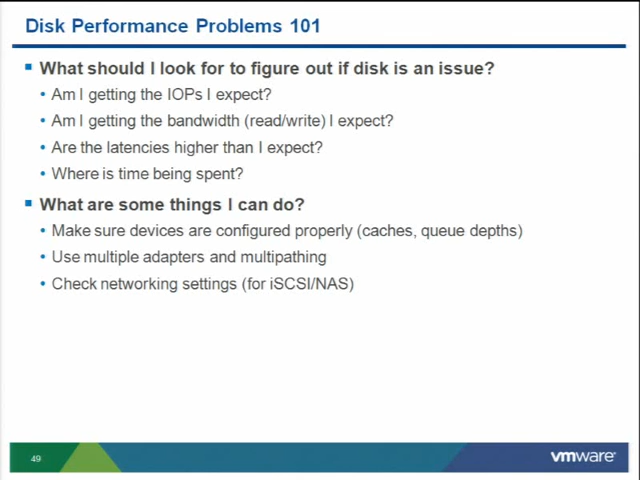 Disk Performance Problems 101
What should I look for to figure out if disk is an issue?
Am I getting the IOPs I expect?
Am I getting the bandwidth (read/write) I expect?
Are the latencies higher than I expect?
Where is time being spent?
What are some things I can do?
Make sure devices are configured properly (caches, queue depths)
Use multiple adapters and multipathing
Check networking settings (for iSCSI/NAS)
49
vmware